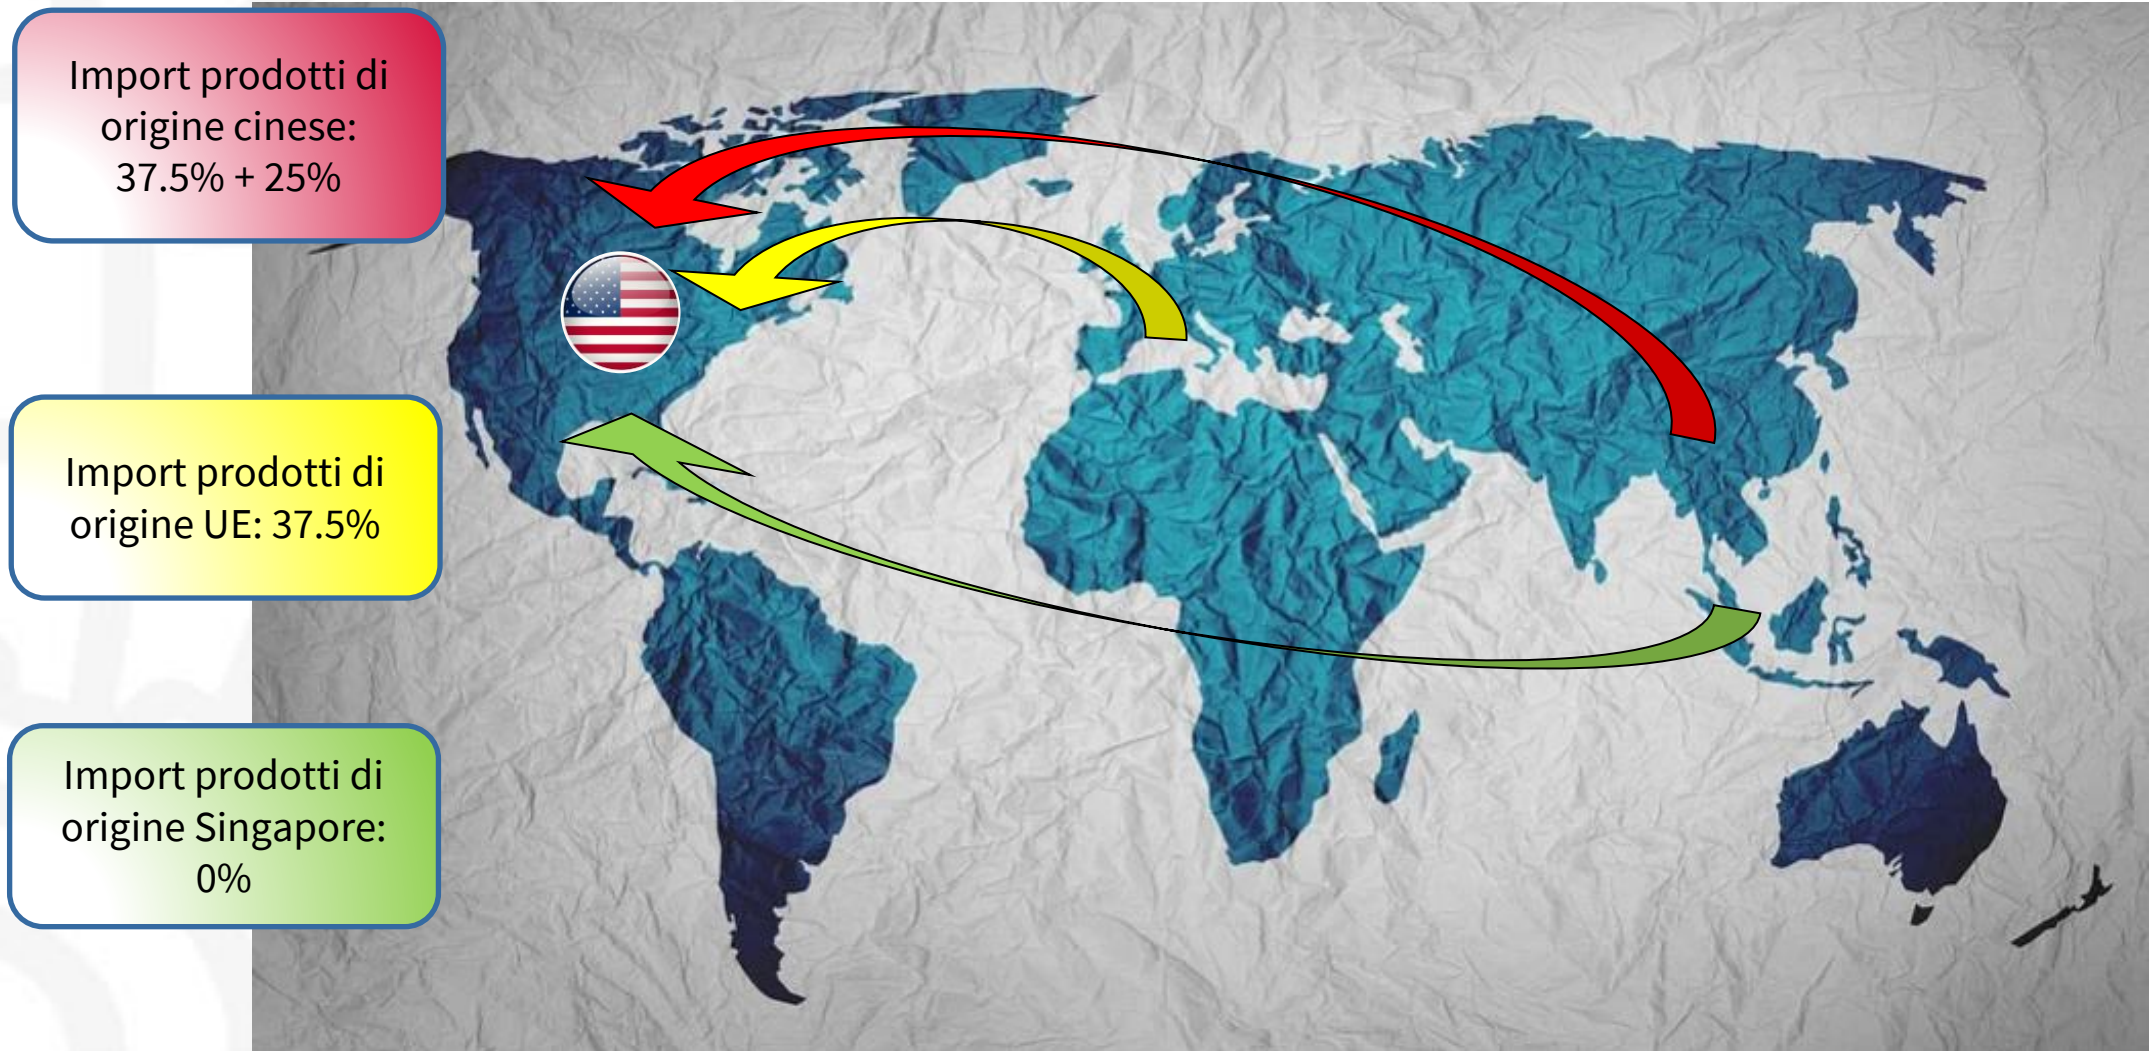 Import prodotti di
origine cinese:
37.5% + 25%
Import prodotti di
origine UE: 37.5%
Import prodotti di
origine Singapore:
0%